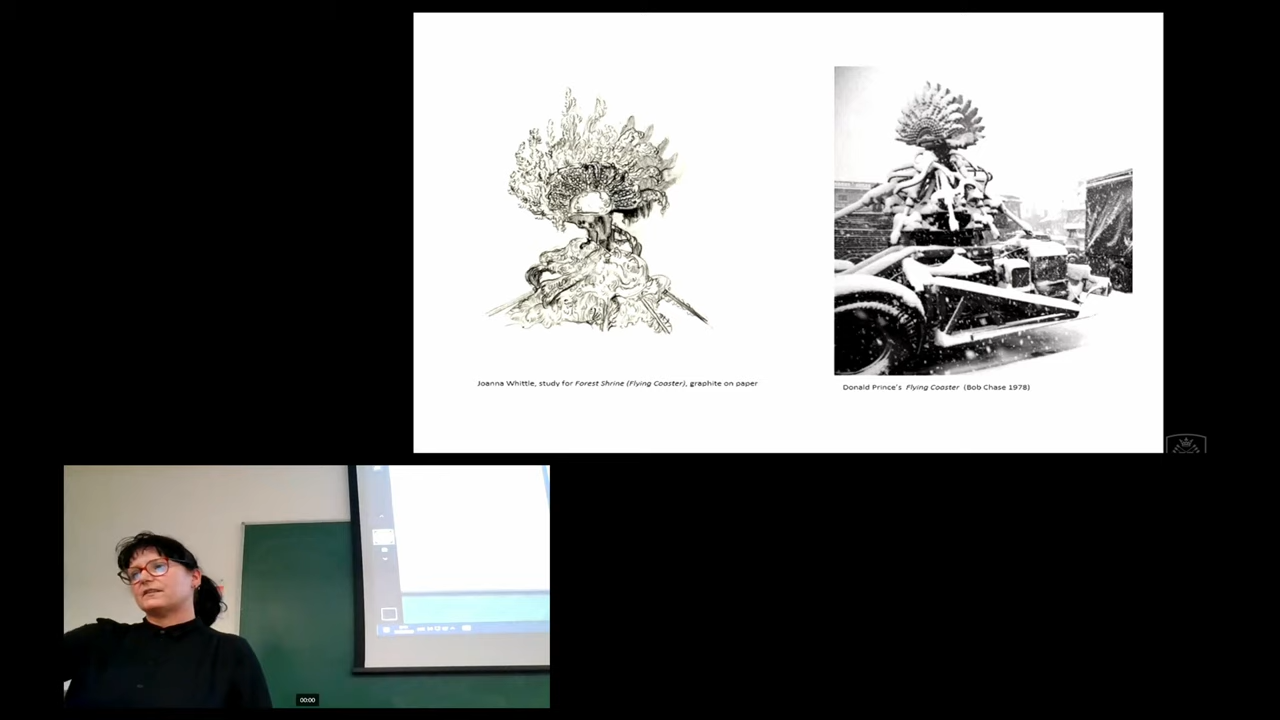 Joanna Whittle, study for Forest Shrine (Flying Coaster), graphite on paper
Donald Prince's Flying Coaster (Bob Chase 1978)
00:00